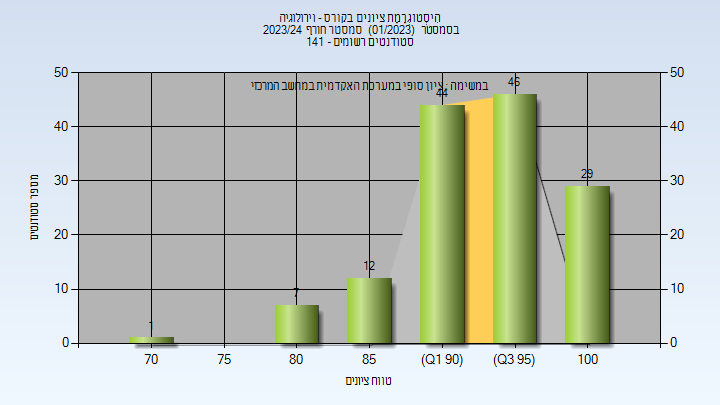 היסטוגרמת ציונים בקורס - וירולוגיה
בסמסטר (01/2023) סמסטר חורף 2023/24
סטודנטים רשומים - 141
במשימה : ציון סופי במערכת האקדמית במחשב המרכזי
50
40
30
20
10
0
50
40
30
20
10
0
מספר סטודנטים
1
7
12
44
46
29
70
75
80
85
(Q1 90)
(Q3 95)
100
טווח ציונים